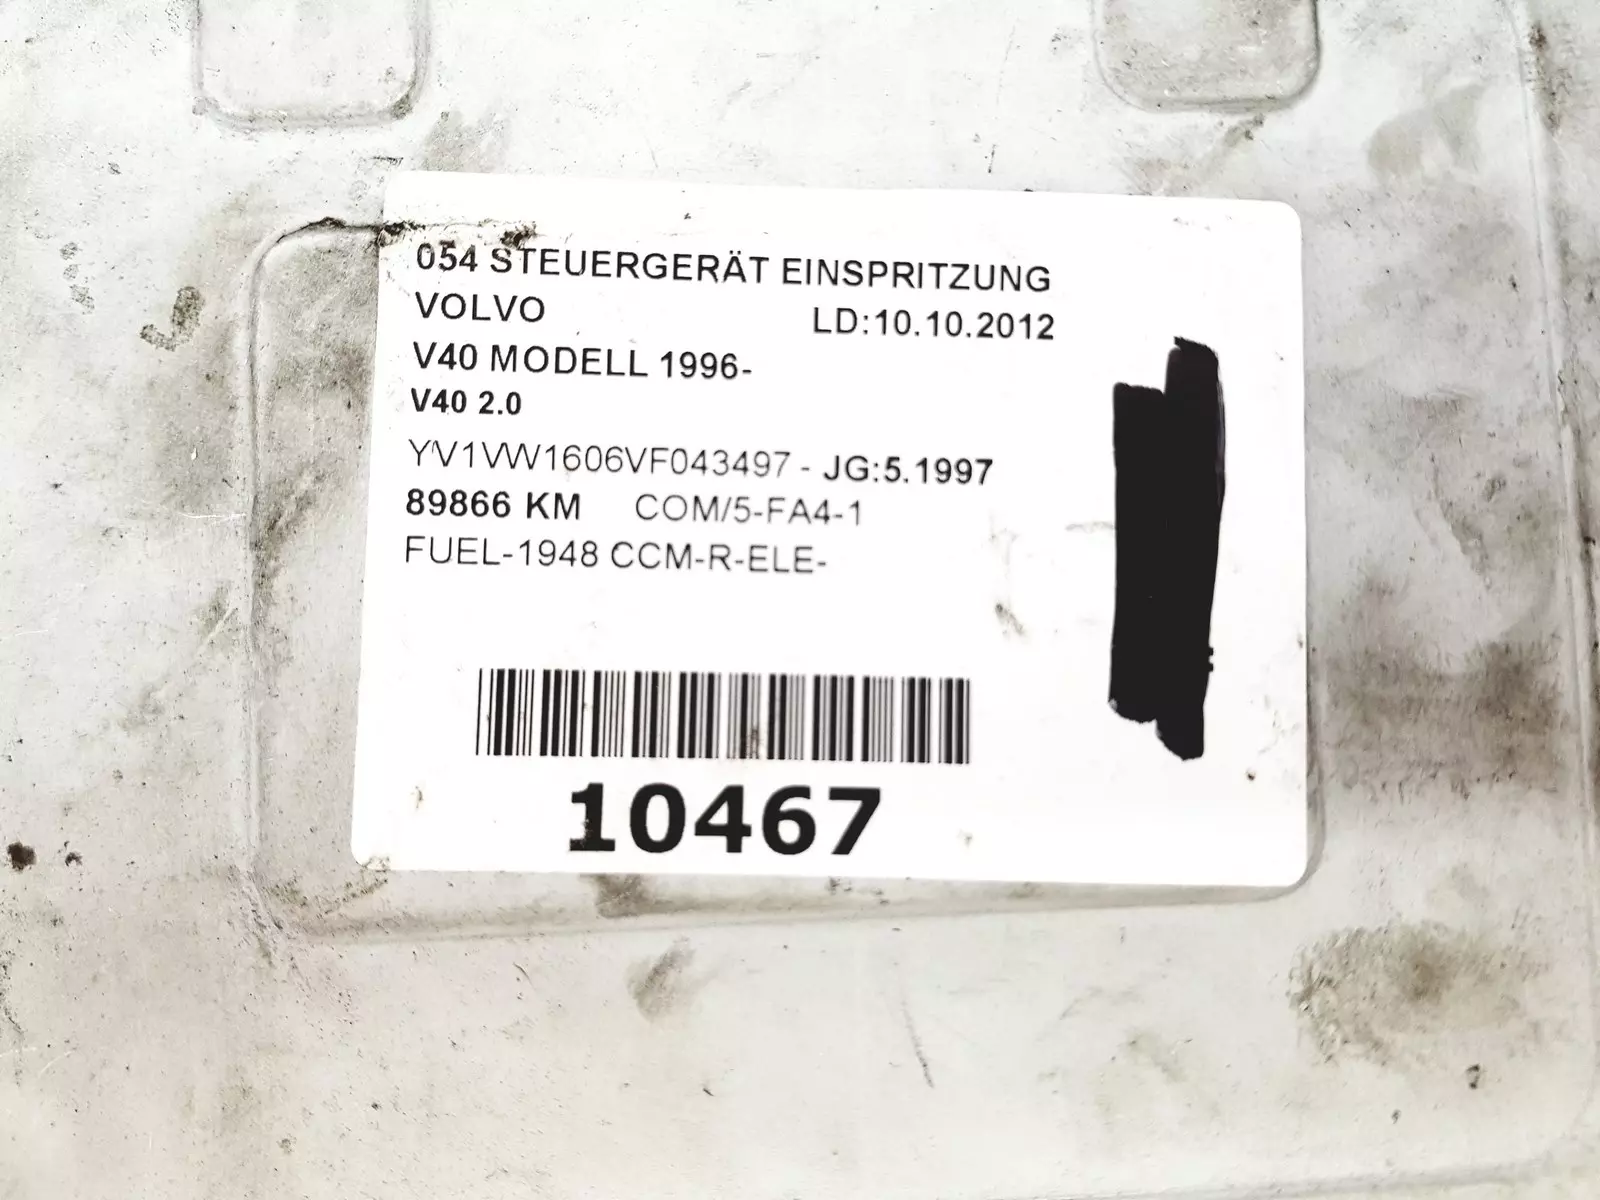 054 STEUERGERÄT EINSPRITZUNG
VOLVO LD:10.10.2012
V40 MODELL 1996-
V40 2.0
YV1VW1606VF043497 - JG:5.1997
89866 KM COM/5-FA4-1
FUEL-1948 CCM-R-ELE-
10467